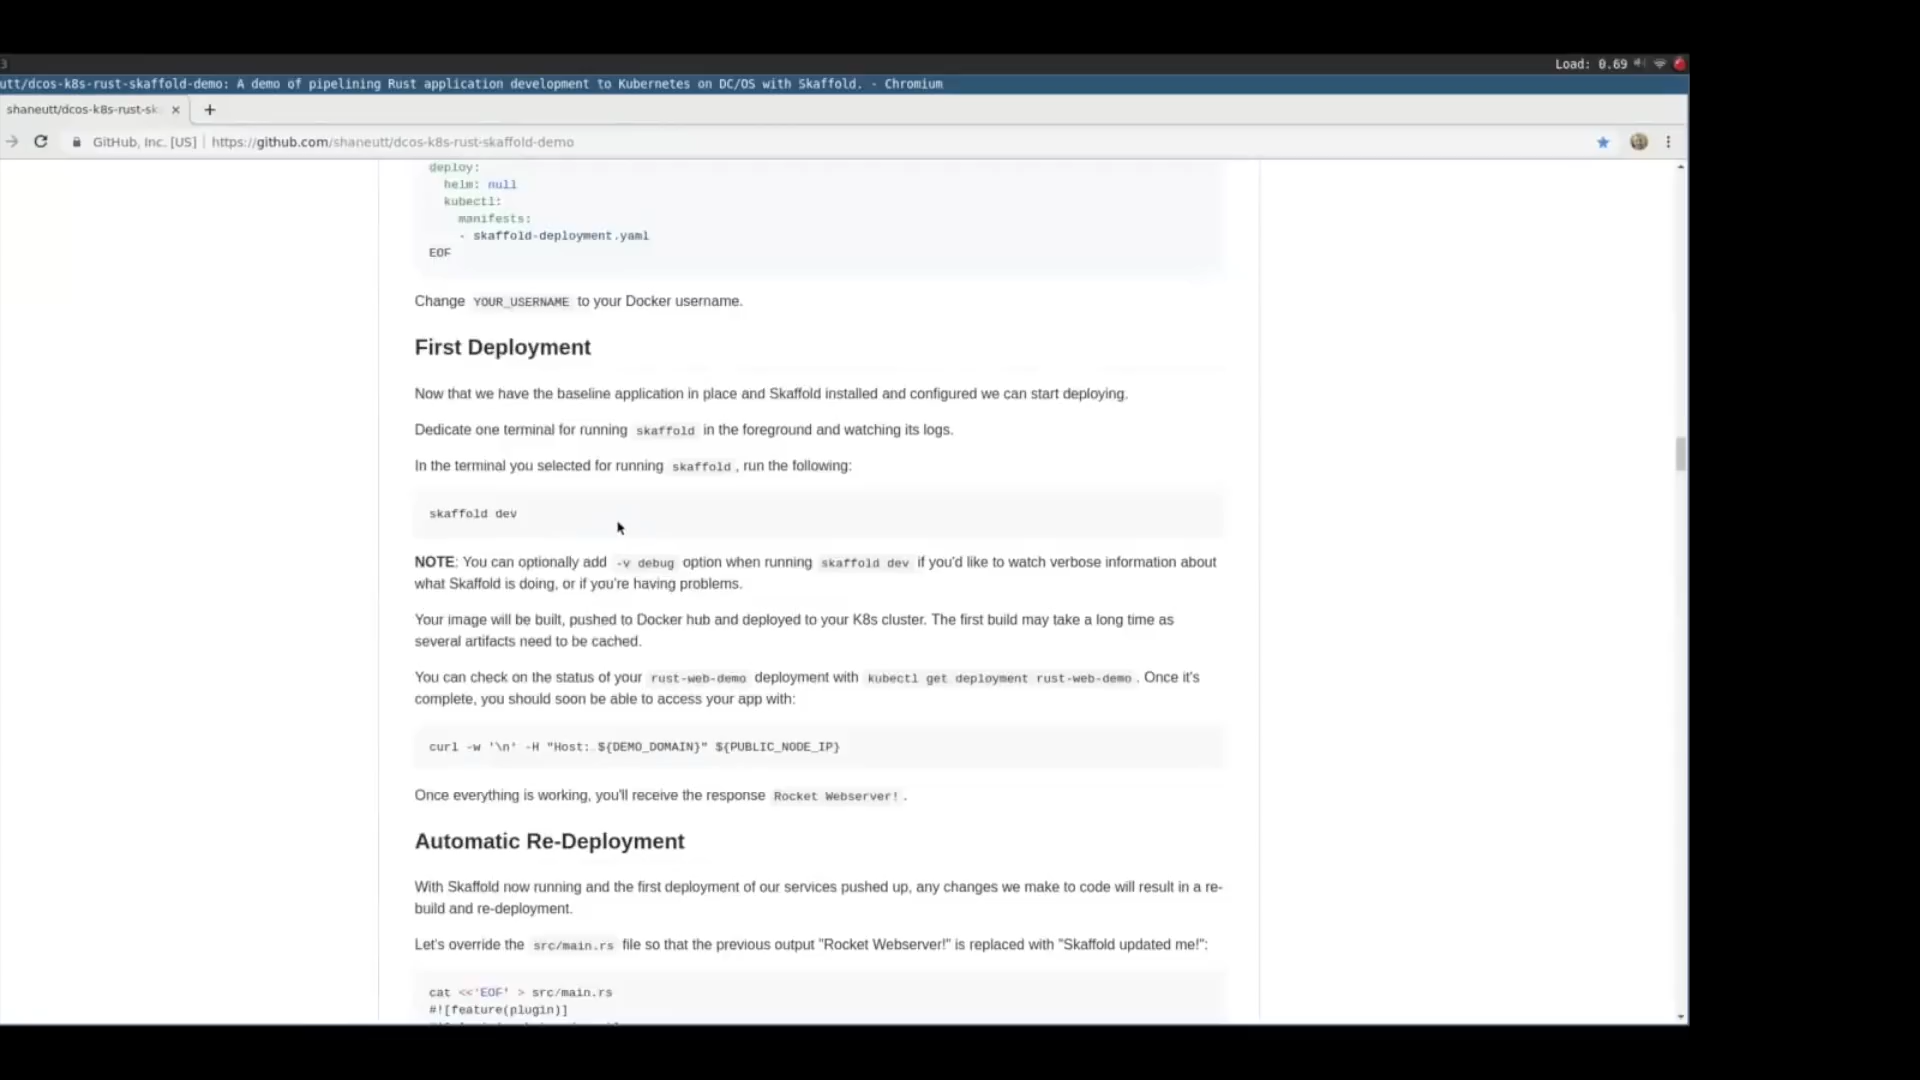 3
Load: 0.69
utt/dcos-k8s-rust-skaffold-demo: A demo of pipelining Rust application development to Kubernetes on DC/OS with Skaffold. - Chromium
shaneutt/dcos-k8s-rust-sk
GitHub, Inc. [US] | https://github.com/shaneutt/dcos-k8s-rust-skaffold-demo
deploy:
helm: null
kubectl:
manifests:
- skaffold-deployment.yaml
EOF
Change YOUR_USERNAME to your Docker username.
First Deployment
Now that we have the baseline application in place and Skaffold installed and configured we can start deploying.
Dedicate one terminal for running skaffold in the foreground and watching its logs.
In the terminal you selected for running skaffold, run the following:
skaffold dev
NOTE: You can optionally add -v debug option when running skaffold dev if you'd like to watch verbose information about
what Skaffold is doing, or if you're having problems.
Your image will be built, pushed to Docker hub and deployed to your K8s cluster. The first build may take a long time as
several artifacts need to be cached.
You can check on the status of your rust-web-demo deployment with kubectl get deployment rust-web-demo. Once it's
complete, you should soon be able to access your app with:
curl -w '\n' -H "Host: ${DEMO_DOMAIN}" ${PUBLIC_NODE_IP}
Once everything is working, you'll receive the response Rocket Webserver!.
Automatic Re-Deployment
With Skaffold now running and the first deployment of our services pushed up, any changes we make to code will result in a re-
build and re-deployment.
Let's override the src/main.rs file so that the previous output "Rocket Webserver!" is replaced with "Skaffold updated me!":
cat <<'EOF' > src/main.rs
#![feature(plugin)]